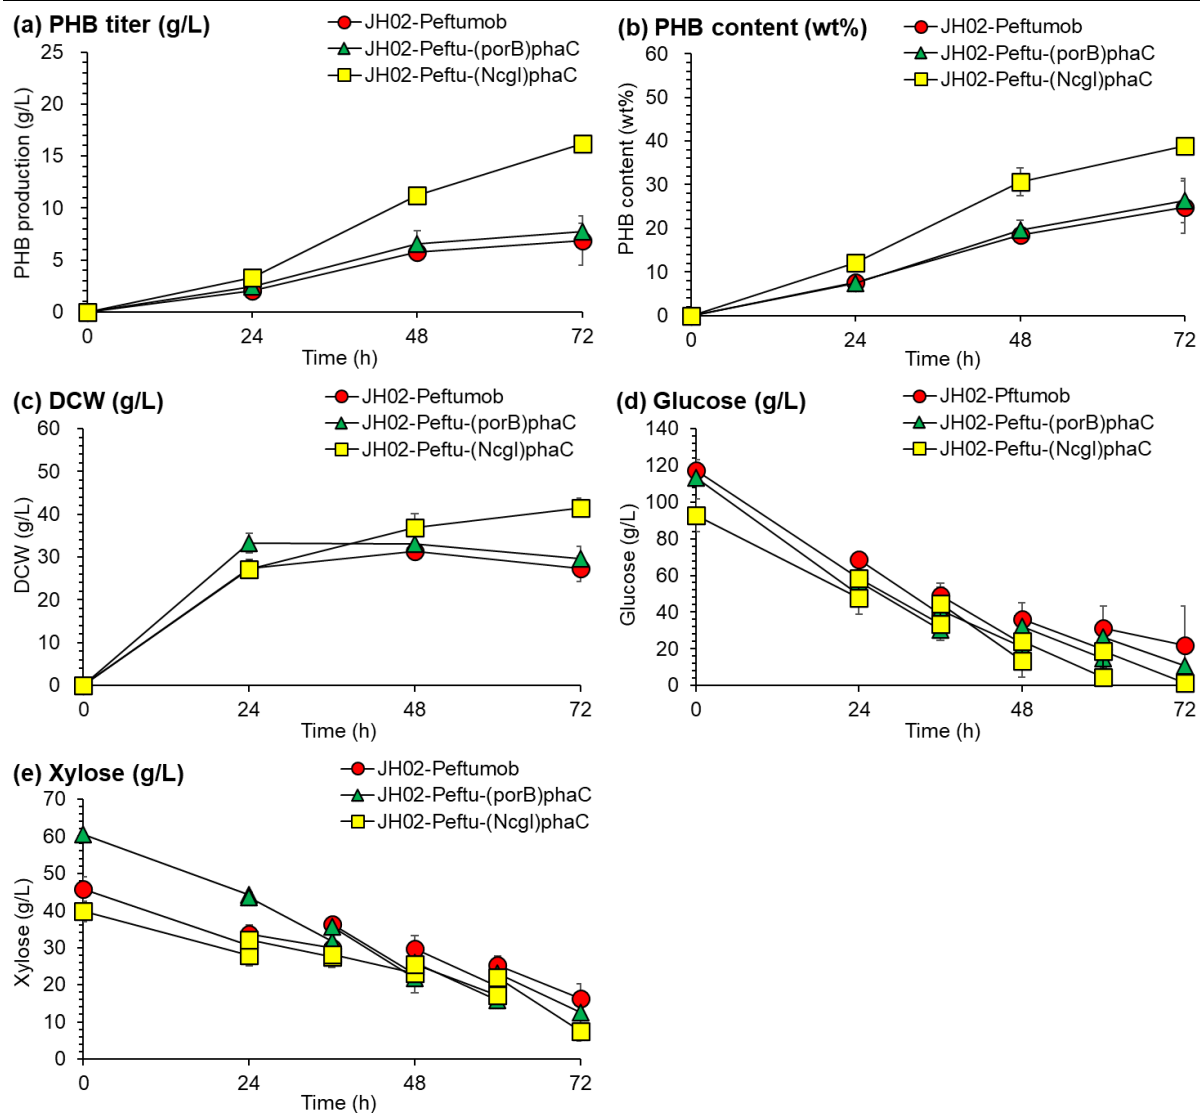 (a) PHB titer (g/L)
JH02-Peftumob
JH02-Peftu-(porB)phaC
JH02-Peftu-(Ncgl)phaC
PHB production (g/L)
25
20
15
10
5
0
0 24 48 72
Time (h)
(b) PHB content (wt%)
JH02-Peftumob
JH02-Peftu-(porB)phaC
JH02-Peftu-(Ncgl)phaC
PHB content (wt%)
60
50
40
30
20
10
0
0 24 48 72
Time (h)
(c) DCW (g/L)
JH02-Peftumob
JH02-Peftu-(porB)phaC
JH02-Peftu-(Ncgl)phaC
DCW (g/L)
60
50
40
30
20
10
0
0 24 48 72
Time (h)
(d) Glucose (g/L)
JH02-Pftumob
JH02-Peftu-(porB)phaC
JH02-Peftu-(Ncgl)phaC
Glucose (g/L)
140
120
100
80
60
40
20
0
0 24 48 72
Time (h)
(e) Xylose (g/L)
JH02-Peftumob
JH02-Peftu-(porB)phaC
JH02-Peftu-(Ncgl)phaC
Xylose (g/L)
70
60
50
40
30
20
10
0
0 24 48 72
Time (h)